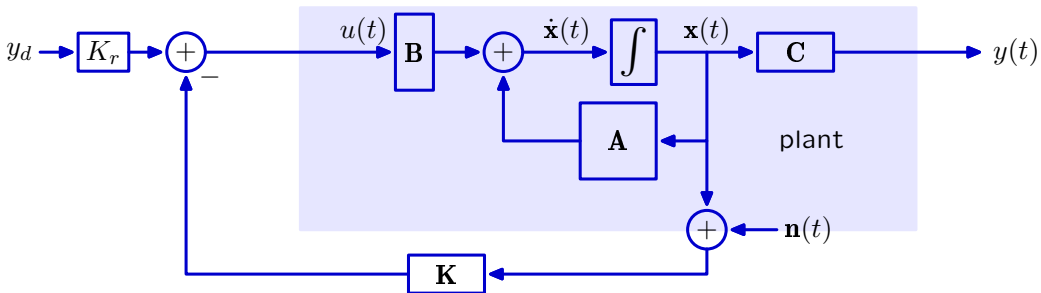 u(t) ẋ(t) x(t)
y_d K_r + − B + ∫ C y(t)
A plant
+ n(t)
K